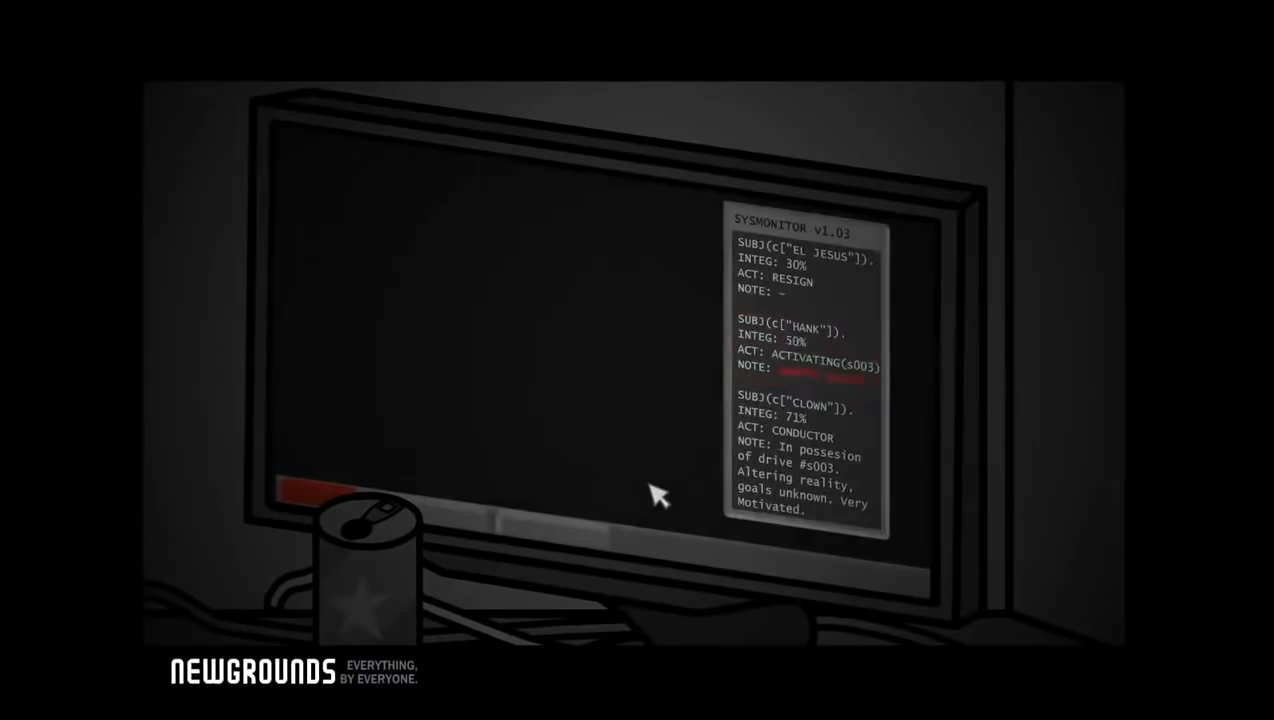 SYSMONITOR v1.03
SUBJ(c["EL JESUS"]).
INTEG: 30%
ACT: RESIGN
NOTE: -
SUBJ(c["HANK"]).
INTEG: 50%
ACT: ACTIVATING(s003)
NOTE:
SUBJ(c["CLOWN"]).
INTEG: 71%
ACT: CONDUCTOR
NOTE: In possesion
of drive #s003.
Altering reality,
goals unknown. Very
Motivated.
NEWGROUNDS
EVERYTHING,
BY EVERYONE.